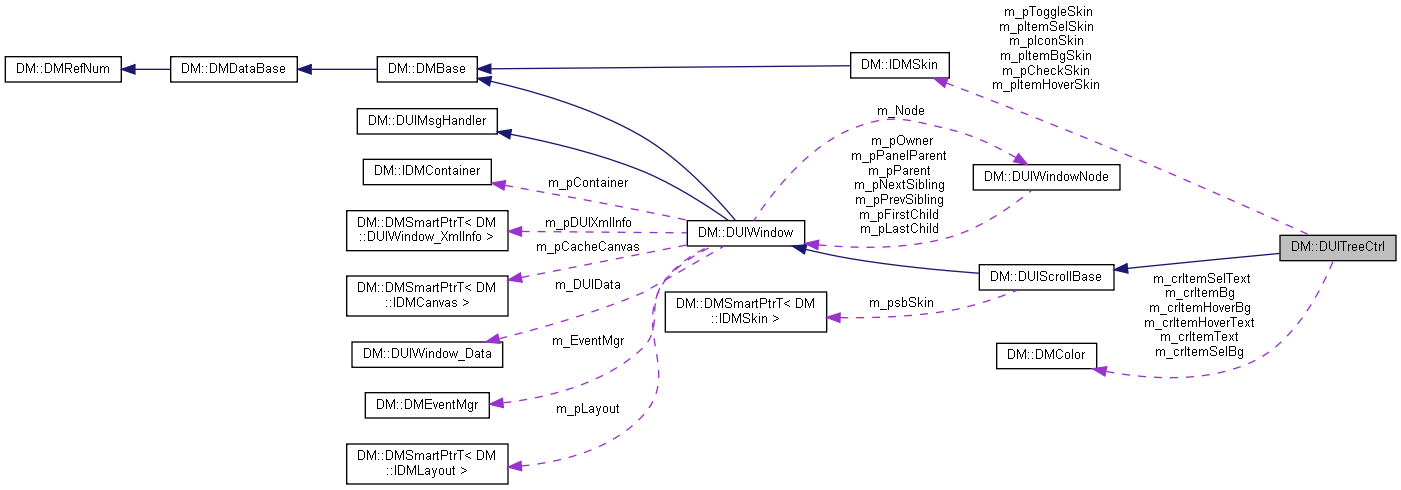 m_pToggleSkin
m_pItemSelSkin
m_pIconSkin
m_pItemBgSkin
m_pCheckSkin
m_pItemHoverSkin
DM::DMRefNum
DM::DMDataBase
DM::DMBase
DM::IDMSkin
DM::DUIMsgHandler
m_Node
DM::IDMContainer
m_pContainer
m_pOwner
m_pPanelParent
m_pParent
m_pNextSibling
m_pPrevSibling
m_pFirstChild
m_pLastChild
DM::DUIWindowNode
DM::DMSmartPtrT< DM
::DUIWindow_XmlInfo >
m_pDUIXmlInfo
DM::DUIWindow
DM::DUITreeCtrl
m_pCacheCanvas
DM::DMSmartPtrT< DM
::IDMCanvas >
m_DUIData
DM::DUIScrollBase
DM::DMSmartPtrT< DM
::IDMSkin >
m_psbSkin
m_crItemSelText
m_crItemBg
m_crItemHoverBg
m_crItemHoverText
m_crItemText
m_crItemSelBg
DM::DUIWindow_Data
m_EventMgr
DM::DMColor
DM::DMEventMgr
m_pLayout
DM::DMSmartPtrT< DM
::IDMLayout >